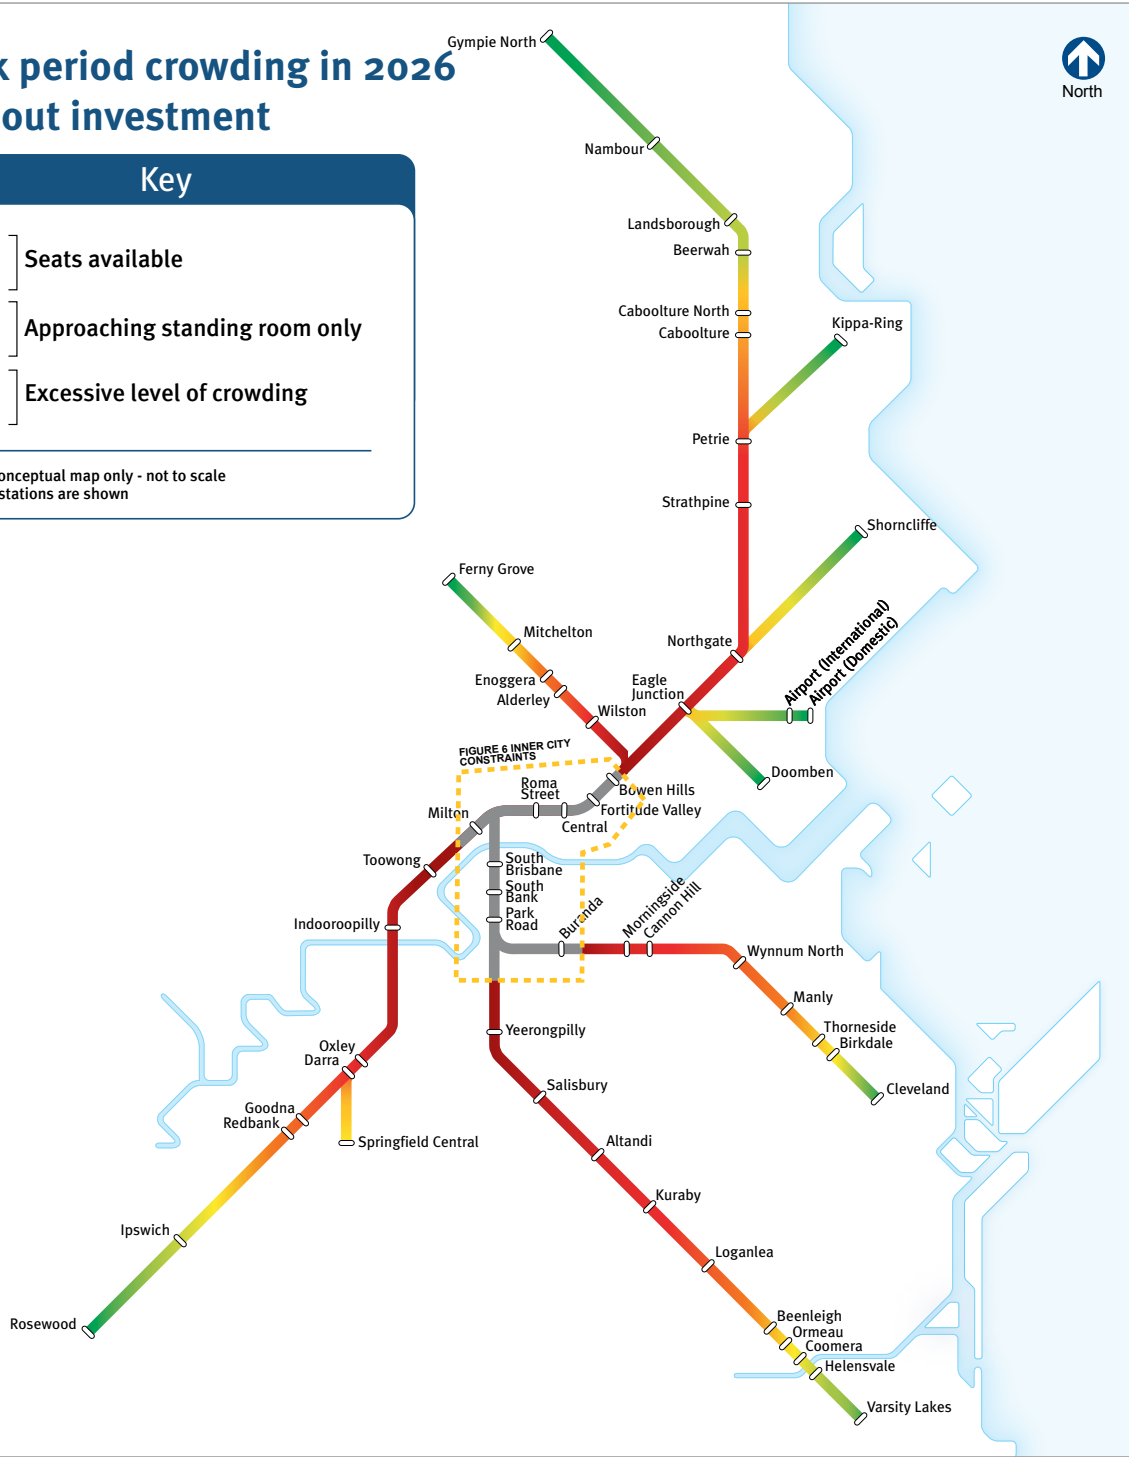 k period crowding in 2026
out investment
Key
Seats available
Approaching standing room only
Excessive level of crowding
onceptual map only - not to scale
stations are shown
North
Gympie North
Nambour
Landsborough
Beerwah
Caboolture North
Caboolture
Kippa-Ring
Petrie
Strathpine
Shorncliffe
Ferny Grove
Mitchelton
Northgate
Airport (International)
Airport (Domestic)
Enoggera
Alderley
Eagle
Junction
Wilston
FIGURE 6 INNER CITY
CONSTRAINTS
Doomben
Roma
Street
Bowen Hills
Fortitude Valley
Central
Milton
Toowong
South
Brisbane
South
Bank
Park
Road
Buranda
Morningside
Cannon Hill
Indooroopilly
Wynnum North
Manly
Thorneside
Birkdale
Cleveland
Yeerongpilly
Oxley
Darra
Salisbury
Goodna
Redbank
Springfield Central
Altandi
Kuraby
Ipswich
Loganlea
Rosewood
Beenleigh
Ormeau
Coomera
Helensvale
Varsity Lakes